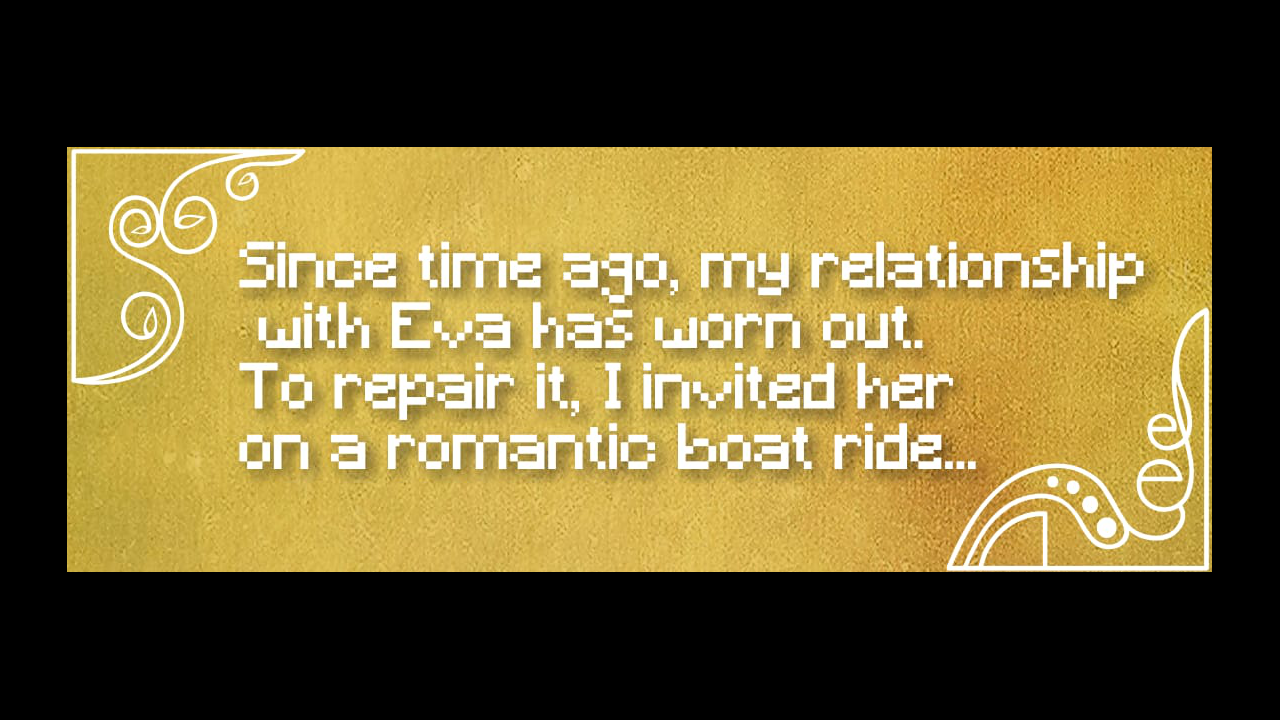 Since time ago, my relationship
with Eva has worn out.
To repair it, I invited her
on a romantic boat ride...